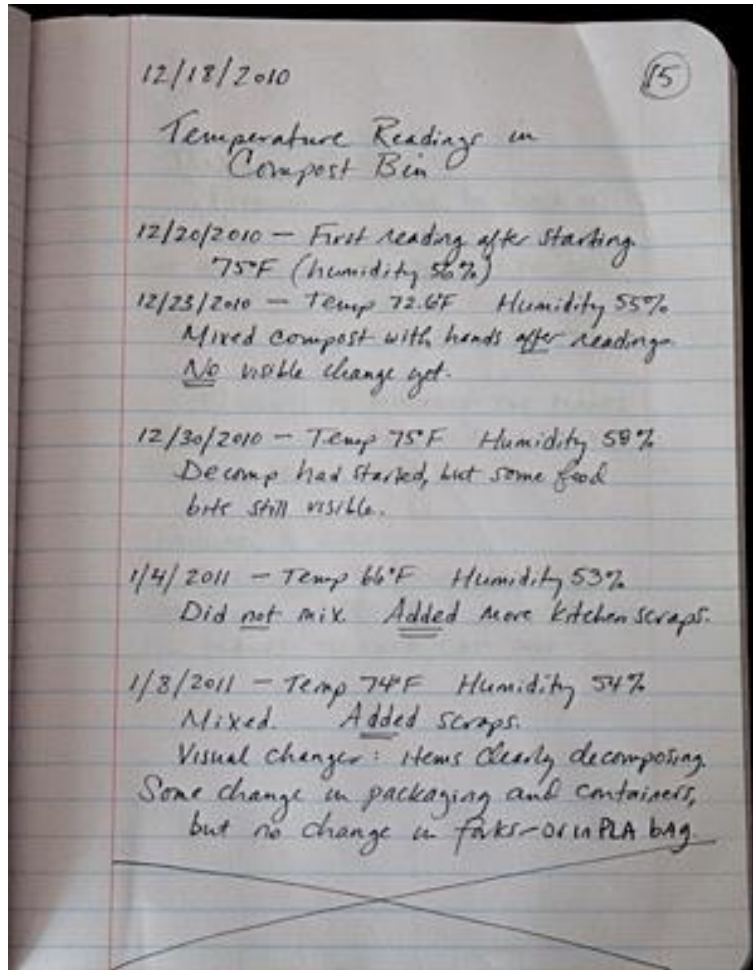 12/18/2010 15
Temperature Readings in
Compost Bin
12/20/2010 — First reading after starting
75°F (humidity 56%)
12/23/2010 — Temp 72.6°F Humidity 55%
Mixed compost with hands after readings.
No visible change yet.
12/30/2010 — Temp 75°F Humidity 58%
Decomp had started, but some food
bits still visible.
1/4/2011 — Temp 66°F Humidity 53%
Did not mix. Added more kitchen scraps.
1/8/2011 — Temp 74°F Humidity 54%
Mixed. Added scraps.
Visual changes: items clearly decomposing.
Some change in packaging and containers,
but no change in forks—or in PLA bag